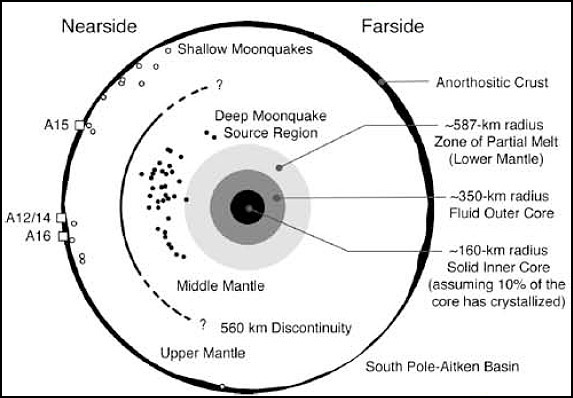 Nearside
Farside
Shallow Moonquakes
?
Anorthositic Crust
Deep Moonquake
Source Region
A15
~587-km radius
Zone of Partial Melt
(Lower Mantle)
~350-km radius
Fluid Outer Core
A12/14
A16
~160-km radius
Solid Inner Core
(assuming 10% of the
core has crystallized)
Middle Mantle
?
560 km Discontinuity
Upper Mantle
South Pole-Aitken Basin